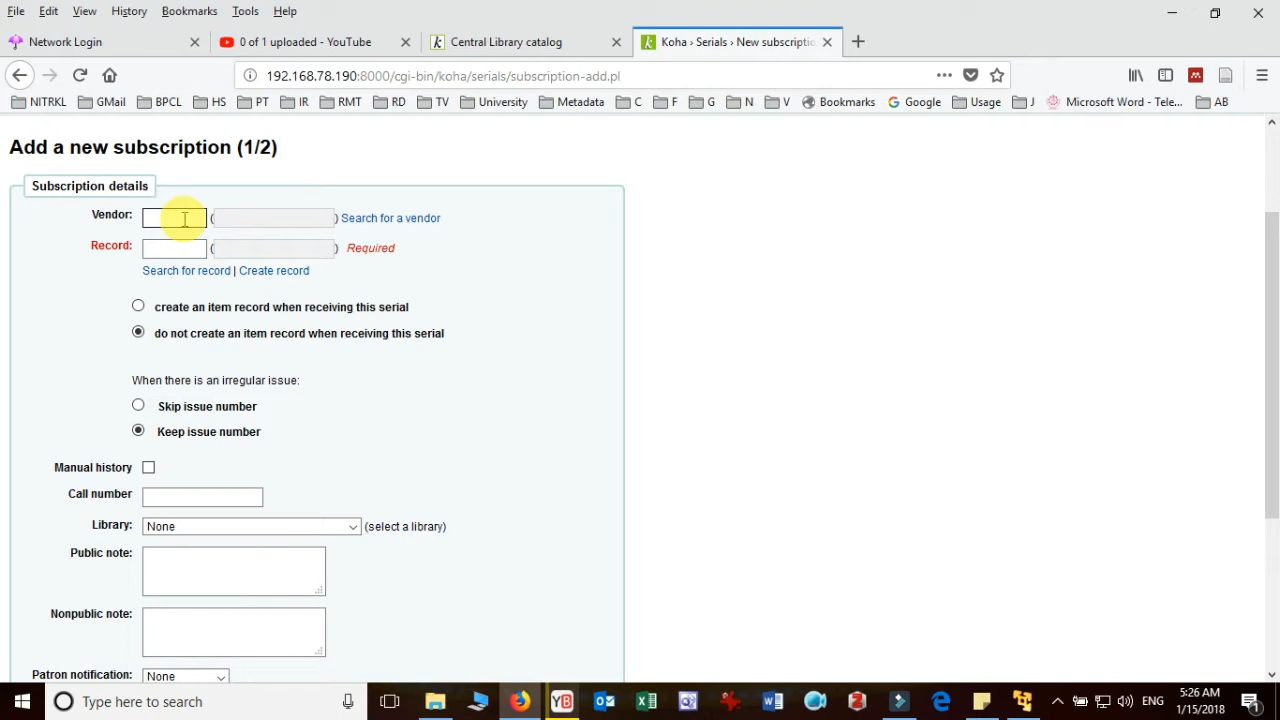 File Edit View History Bookmarks Tools Help
Network Login
0 of 1 uploaded - YouTube
Central Library catalog
Koha › Serials › New subscriptio
192.168.78.190:8000/cgi-bin/koha/serials/subscription-add.pl
NITRKL GMail BPCL HS PT IR RMT RD TV University Metadata C F G N V Bookmarks Google Usage J Microsoft Word - Tele... AB
Add a new subscription (1/2)
Subscription details
Vendor: ( ) Search for a vendor
Record: ( ) Required
Search for record | Create record
create an item record when receiving this serial
do not create an item record when receiving this serial
When there is an irregular issue:
Skip issue number
Keep issue number
Manual history
Call number
Library: None (select a library)
Public note:
Nonpublic note:
Patron notification: None
Type here to search
ENG
5:26 AM
1/15/2018
1